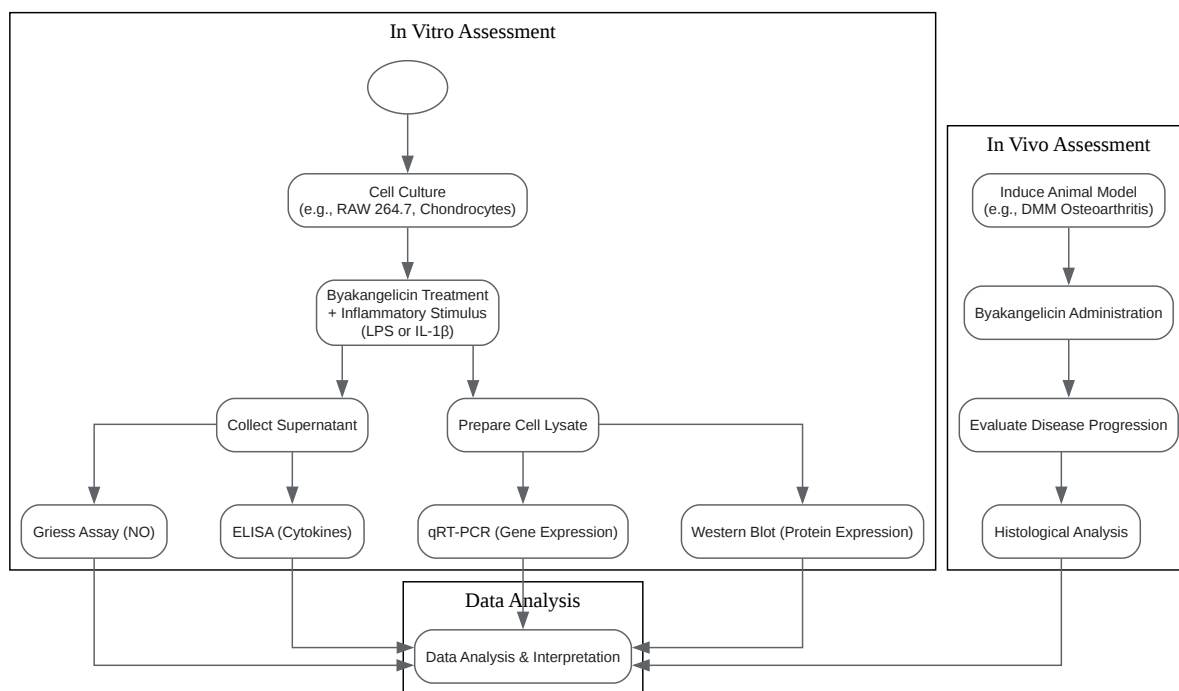 In Vitro Assessment
In Vivo Assessment
Cell Culture
(e.g., RAW 264.7, Chondrocytes)
Induce Animal Model
(e.g., DMM Osteoarthritis)
Byakangelicin Treatment
+ Inflammatory Stimulus
(LPS or IL-1β)
Byakangelicin Administration
Collect Supernatant
Prepare Cell Lysate
Evaluate Disease Progression
Griess Assay (NO)
ELISA (Cytokines)
qRT-PCR (Gene Expression)
Western Blot (Protein Expression)
Histological Analysis
Data Analysis
Data Analysis & Interpretation